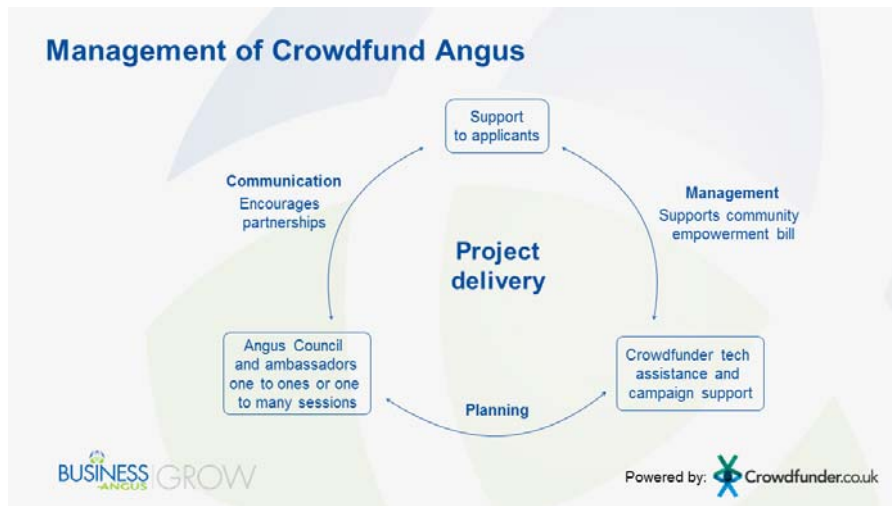 Management of Crowdfund Angus
Support
to applicants
Communication
Encourages
partnerships
Management
Supports community
empowerment bill
Project
delivery
Angus Council
and ambassadors
one to ones or one
to many sessions
Crowdfunder tech
assistance and
campaign support
Planning
BUSINESS GROW
ANGUS
Powered by: Crowdfunder.co.uk